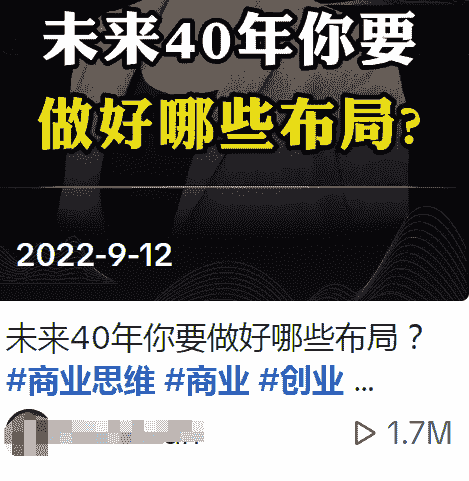 未来40年你要
做好哪些布局?
2022-9-12
未来40年你要做好哪些布局？
#商业思维 #商业 #创业 ...
1.7M